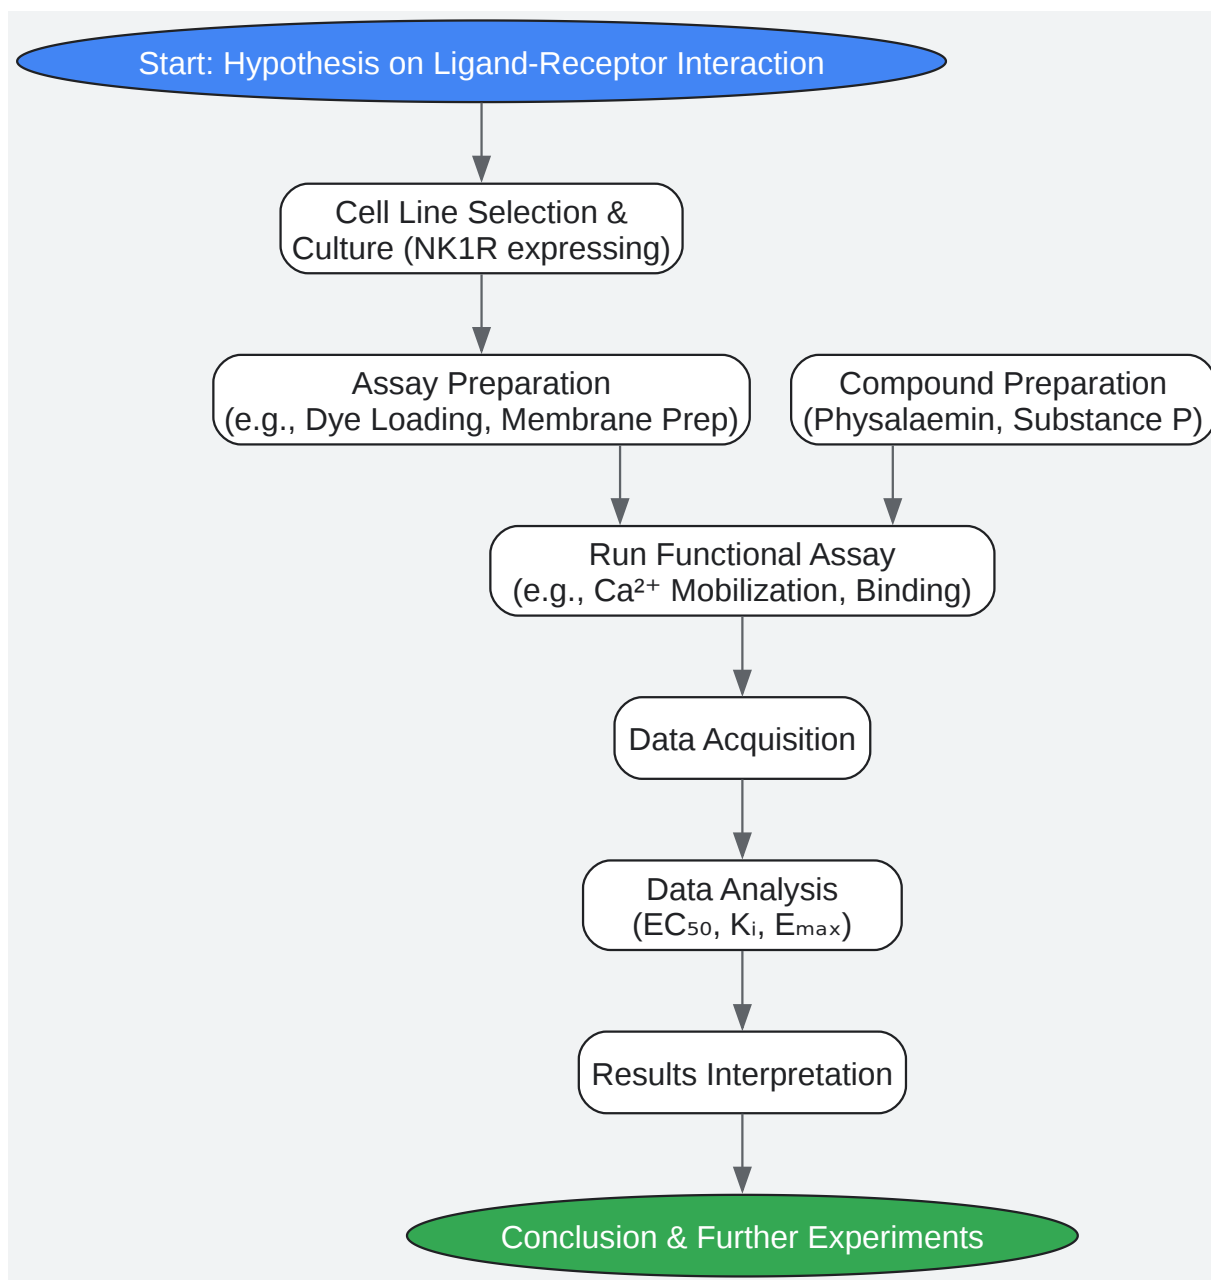 Start: Hypothesis on Ligand-Receptor Interaction
Cell Line Selection &
Culture (NK1R expressing)
Assay Preparation
(e.g., Dye Loading, Membrane Prep)
Compound Preparation
(Physalaemin, Substance P)
Run Functional Assay
(e.g., Ca²⁺ Mobilization, Binding)
Data Acquisition
Data Analysis
(EC₅₀, Kᵢ, Eₘₐₓ)
Results Interpretation
Conclusion & Further Experiments